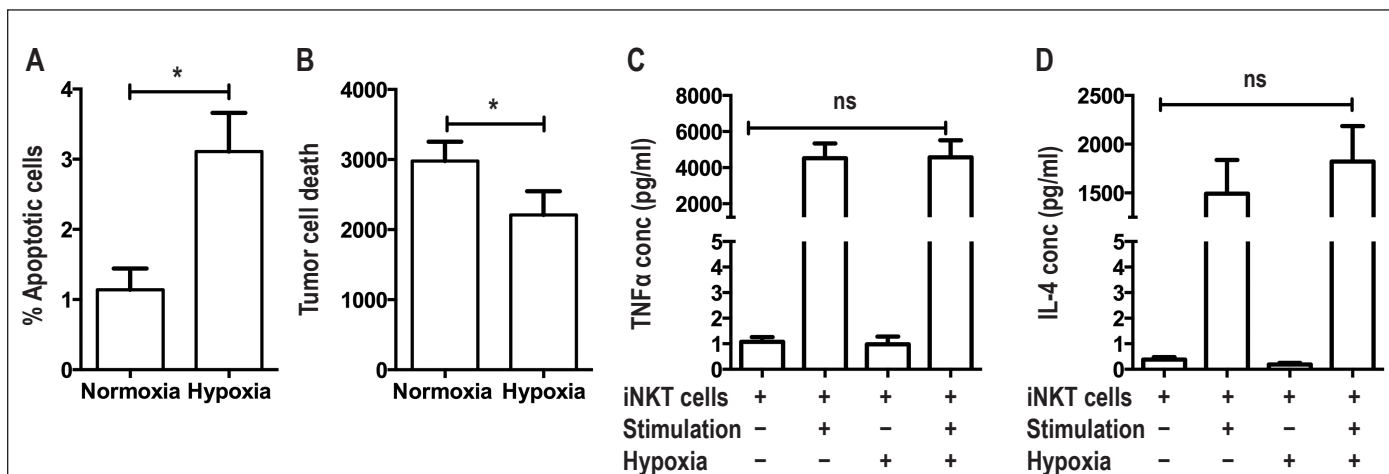 A
B
C
D
% Apoptotic cells
4
3
2
1
0
*
Normoxia Hypoxia
Tumor cell death
4000
3000
2000
1000
0
*
Normoxia Hypoxia
TNFα conc (pg/ml)
8000
6000
4000
2000
5
4
3
2
1
0
ns
iNKT cells + + + +
Stimulation – + – +
Hypoxia – – + +
IL-4 conc (pg/ml)
2500
2000
1500
5
4
3
2
1
0
ns
iNKT cells + + + +
Stimulation – + – +
Hypoxia – – + +